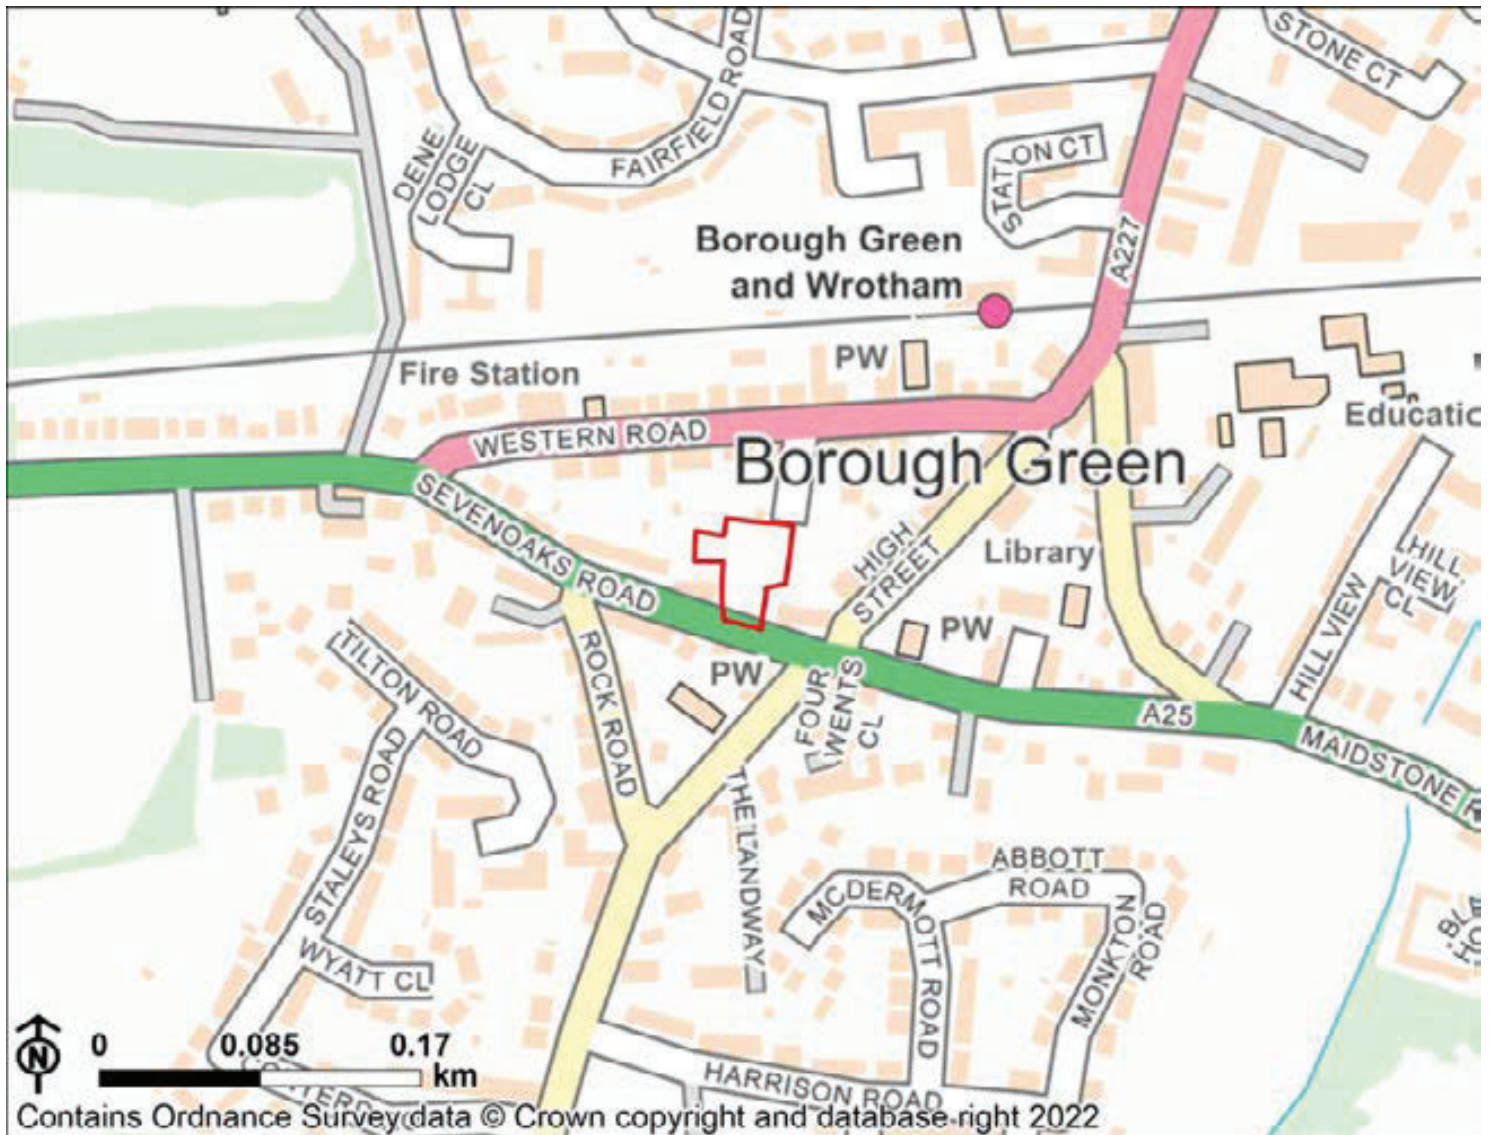 STONE CT
FAIRFIELD ROAD
DENE
LODGE
CL
STATION CT
Borough Green
and Wrotham
A227
PW
Fire Station
Educatio
WESTERN ROAD
Borough Green
SEVENOAKS ROAD
HIGH
STREET
Library
HILL
VIEW
CL
HILL VIEW
PW
PW
ROCK ROAD
TILTON ROAD
FOUR
WENTS
CL
A25
MAIDSTONE R
STALEYS ROAD
THE LANDWAY
ABBOTT
ROAD
MCDERMOTT ROAD
MONKTON
ROAD
WYATT CL
N
0 0.085 0.17
km
HARRISON ROAD
Contains Ordnance Survey data © Crown copyright and database right 2022